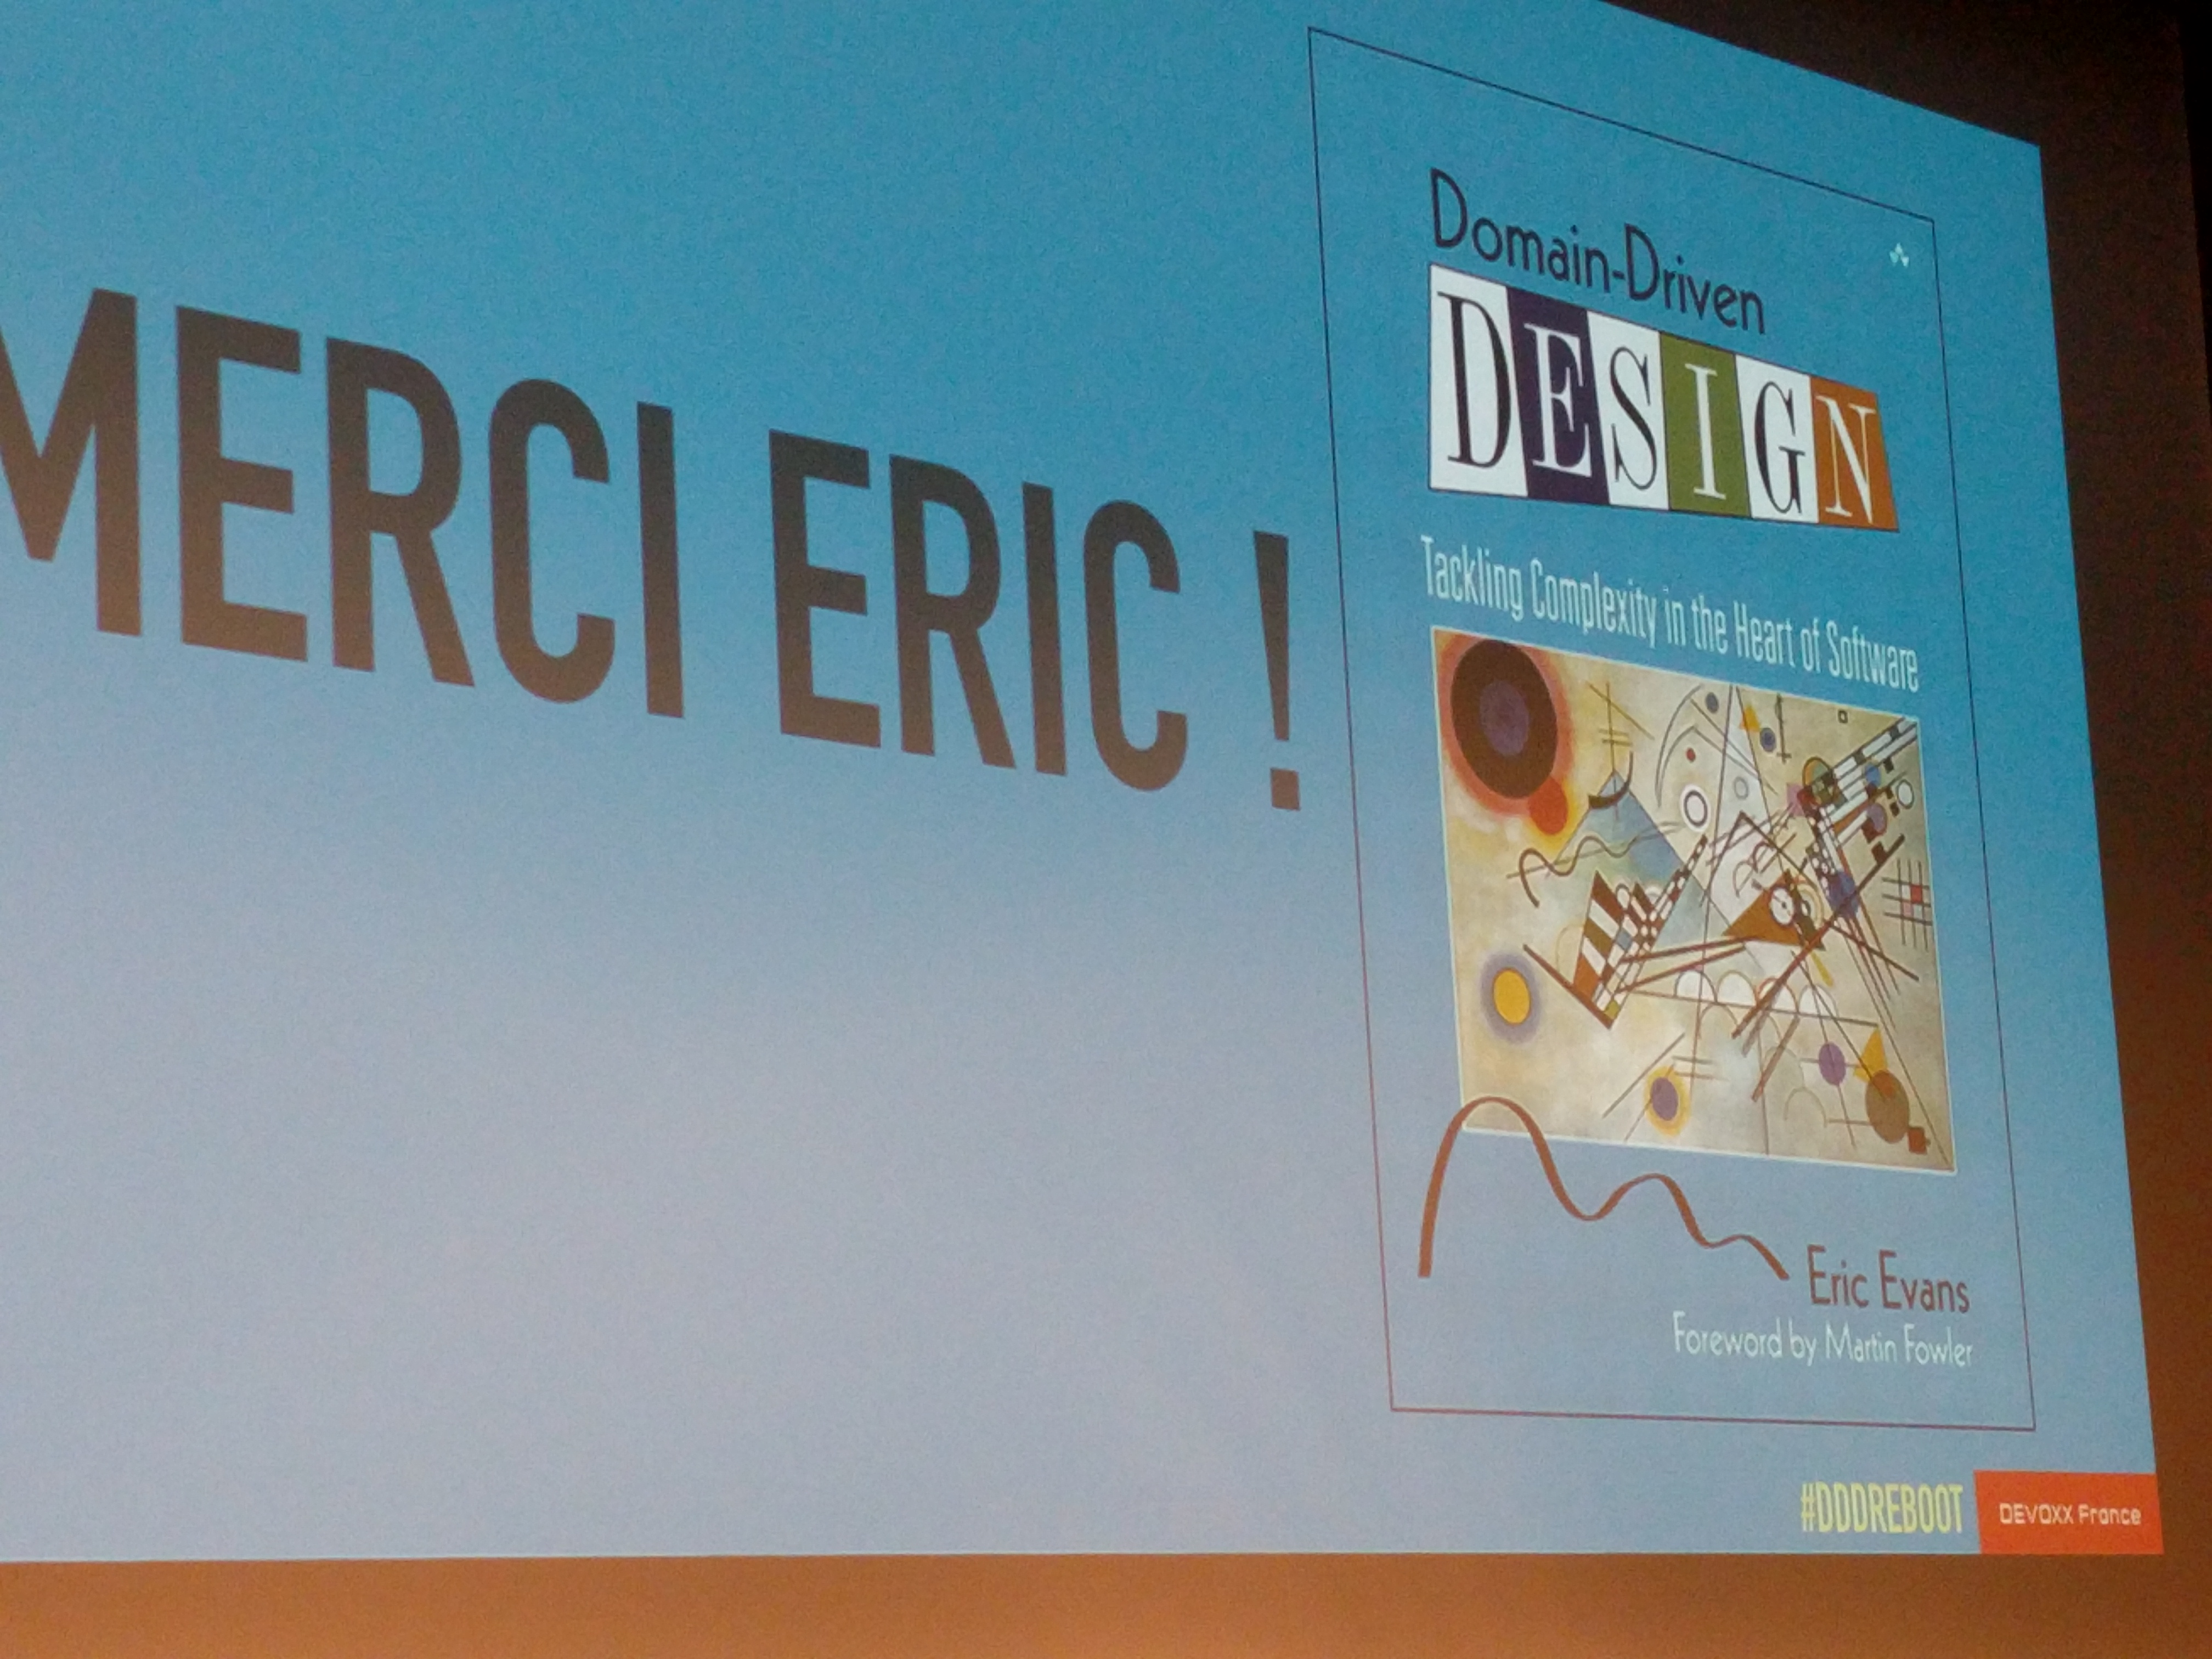 MERCI ERIC !
Domain-Driven
DESIGN
Tackling Complexity in the Heart of Software
Eric Evans
Foreword by Martin Fowler
#DDDREBOOT
DEVOXX France